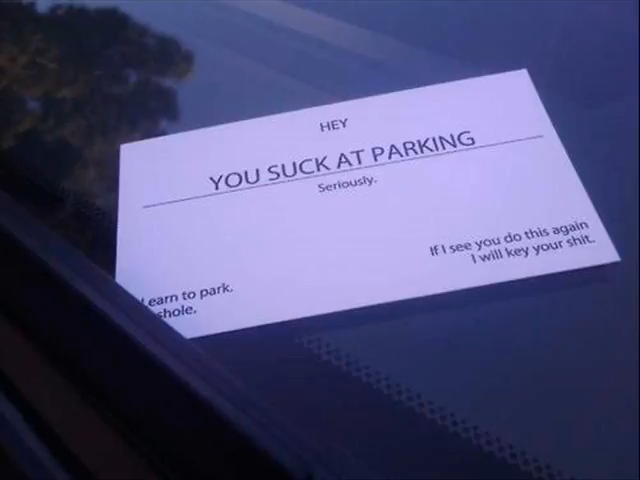 HEY
YOU SUCK AT PARKING
Seriously.
If I see you do this again
I will key your shit.
Learn to park.
shole.